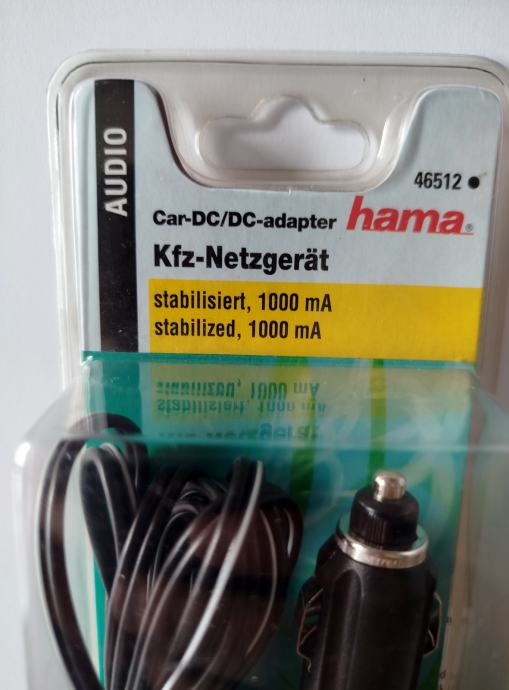 AUDIO
46512 ●
Car-DC/DC-adapter hama®
Kfz-Netzgerät
stabilisiert, 1000 mA
stabilized, 1000 mA